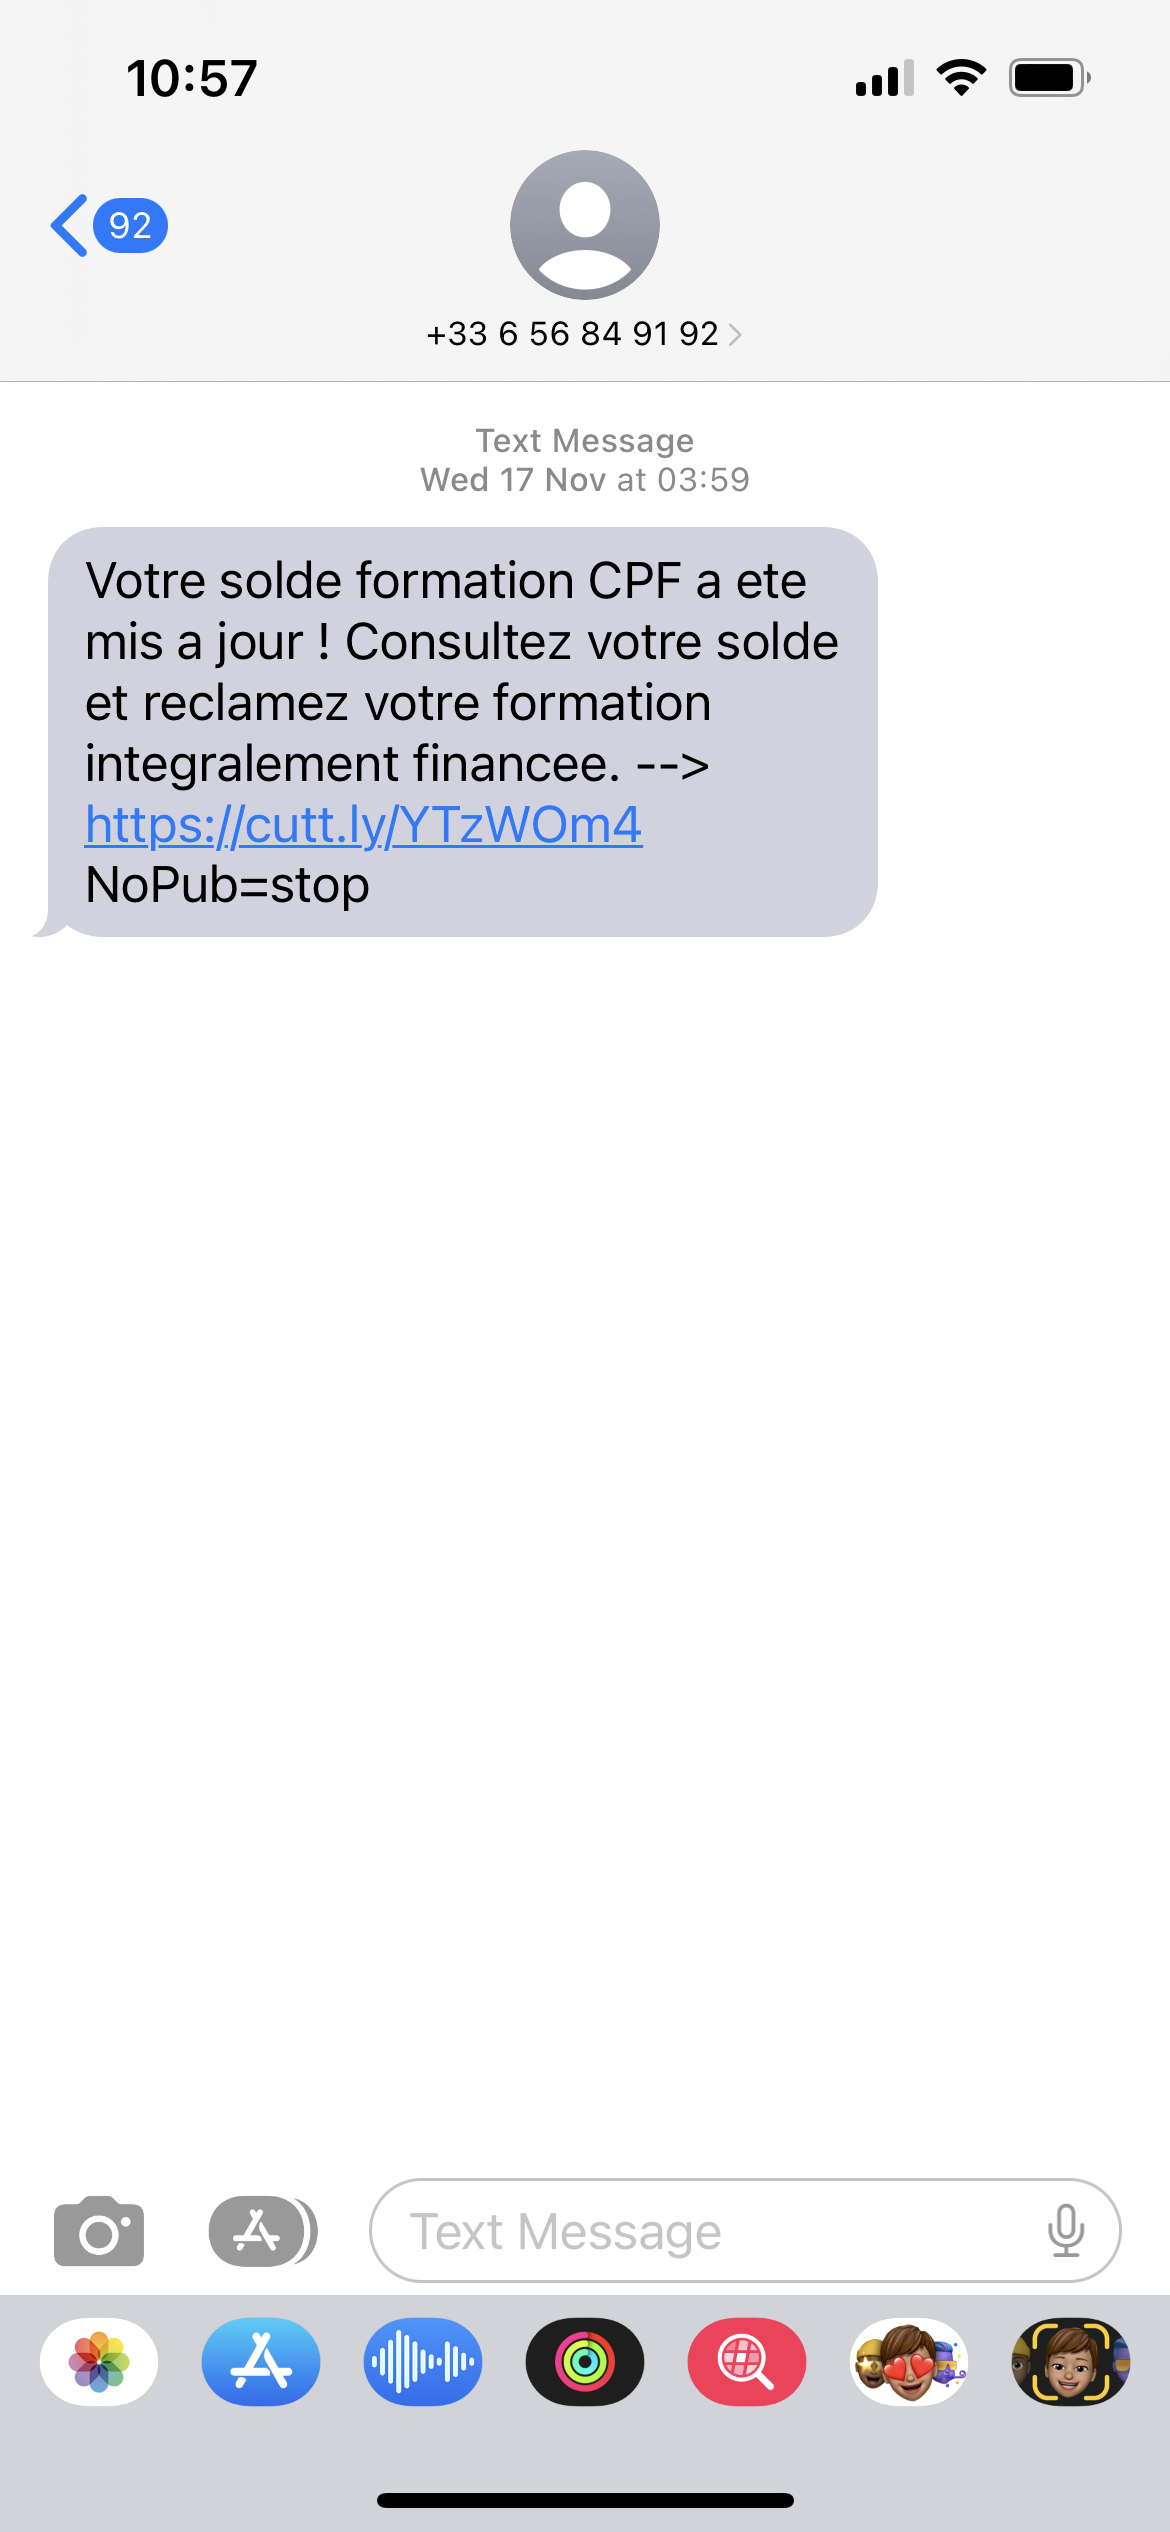 10:57
92
+33 6 56 84 91 92
Text Message
Wed 17 Nov at 03:59
Votre solde formation CPF a ete
mis a jour ! Consultez votre solde
et reclamez votre formation
integralement financee. -->
https://cutt.ly/YTzWOm4
NoPub=stop
Text Message